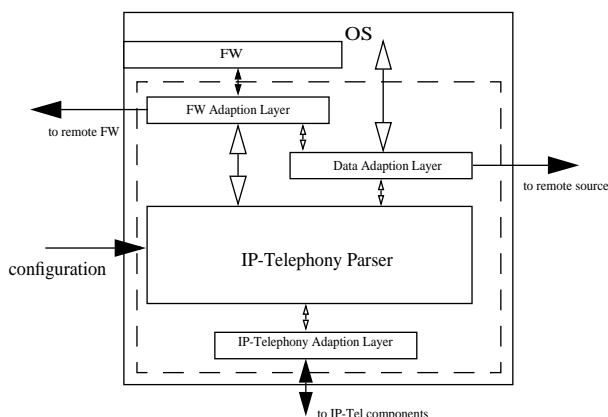 OS
FW
FW Adaption Layer
to remote FW
Data Adaption Layer
to remote source
IP-Telephony Parser
configuration
IP-Telephony Adaption Layer
to IP-Tel components